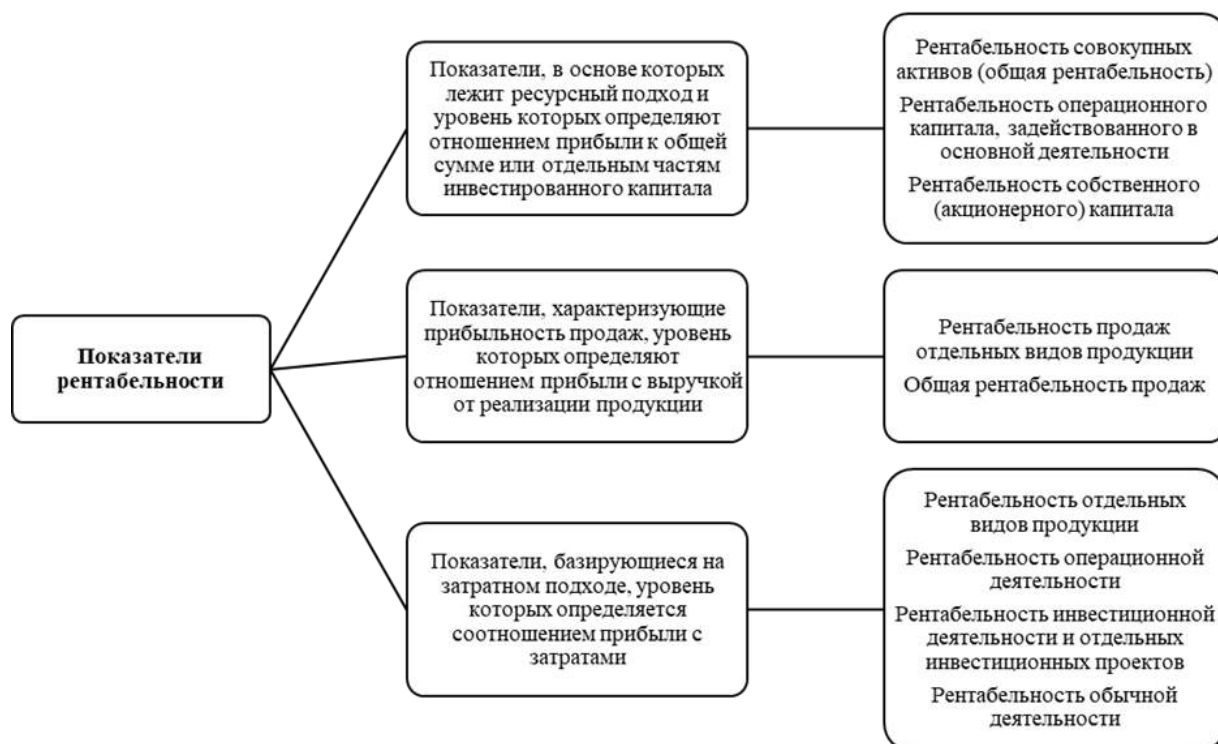 Показатели
рентабельности
Показатели, в основе которых
лежит ресурсный подход и
уровень которых определяют
отношением прибыли к общей
сумме или отдельным частям
инвестированного капитала
Рентабельность совокупных
активов (общая рентабельность)
Рентабельность операционного
капитала, задействованного в
основной деятельности
Рентабельность собственного
(акционерного) капитала
Показатели, характеризующие
прибыльность продаж, уровень
которых определяют
отношением прибыли с выручкой
от реализации продукции
Рентабельность продаж
отдельных видов продукции
Общая рентабельность продаж
Показатели, базирующиеся на
затратном подходе, уровень
которых определяется
соотношением прибыли с
затратами
Рентабельность отдельных
видов продукции
Рентабельность операционной
деятельности
Рентабельность инвестиционной
деятельности и отдельных
инвестиционных проектов
Рентабельность обычной
деятельности